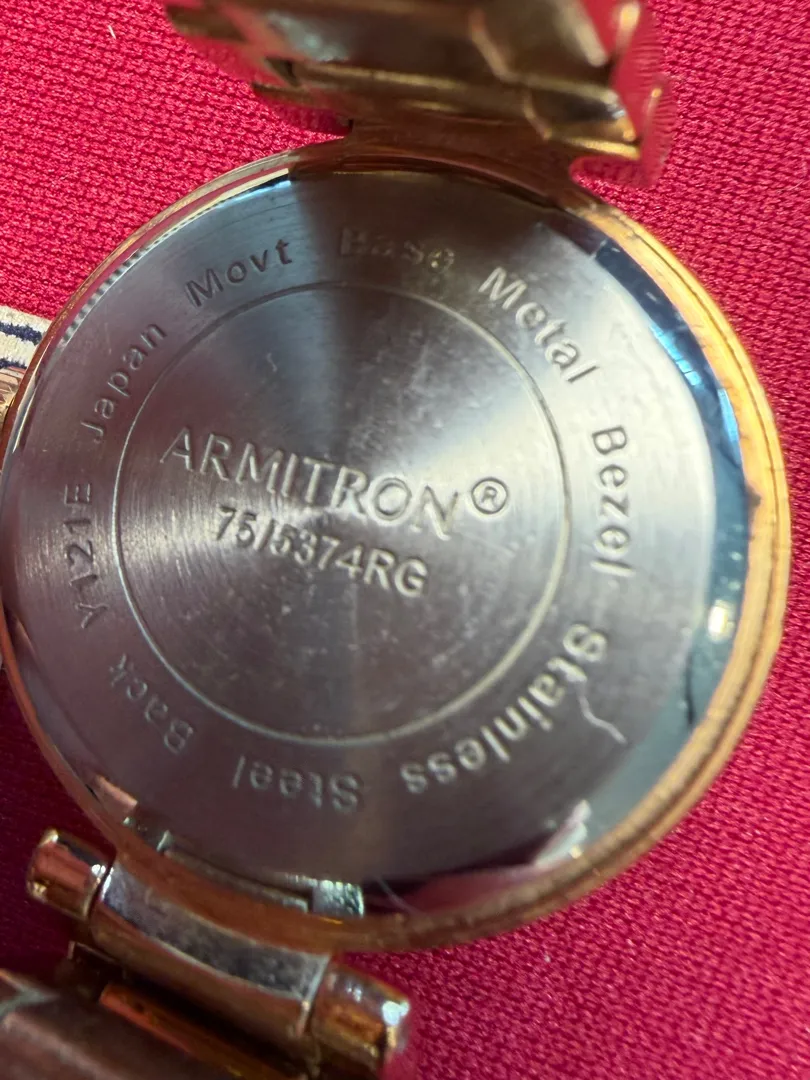 ARMITRON®
75/5374RG
Y121E Japan Movt Base Metal Bezel Stainless Steel Back